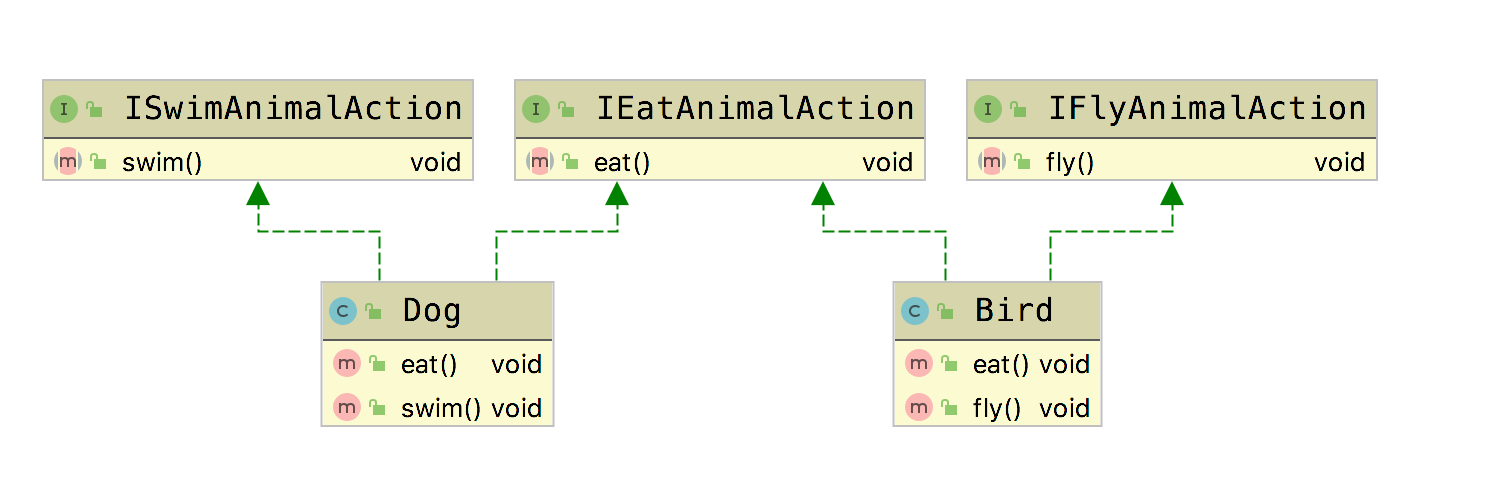 I ISwimAnimalAction
m swim() void
I IEatAnimalAction
m eat() void
I IFlyAnimalAction
m fly() void
C Dog
m eat() void
m swim() void
C Bird
m eat() void
m fly() void